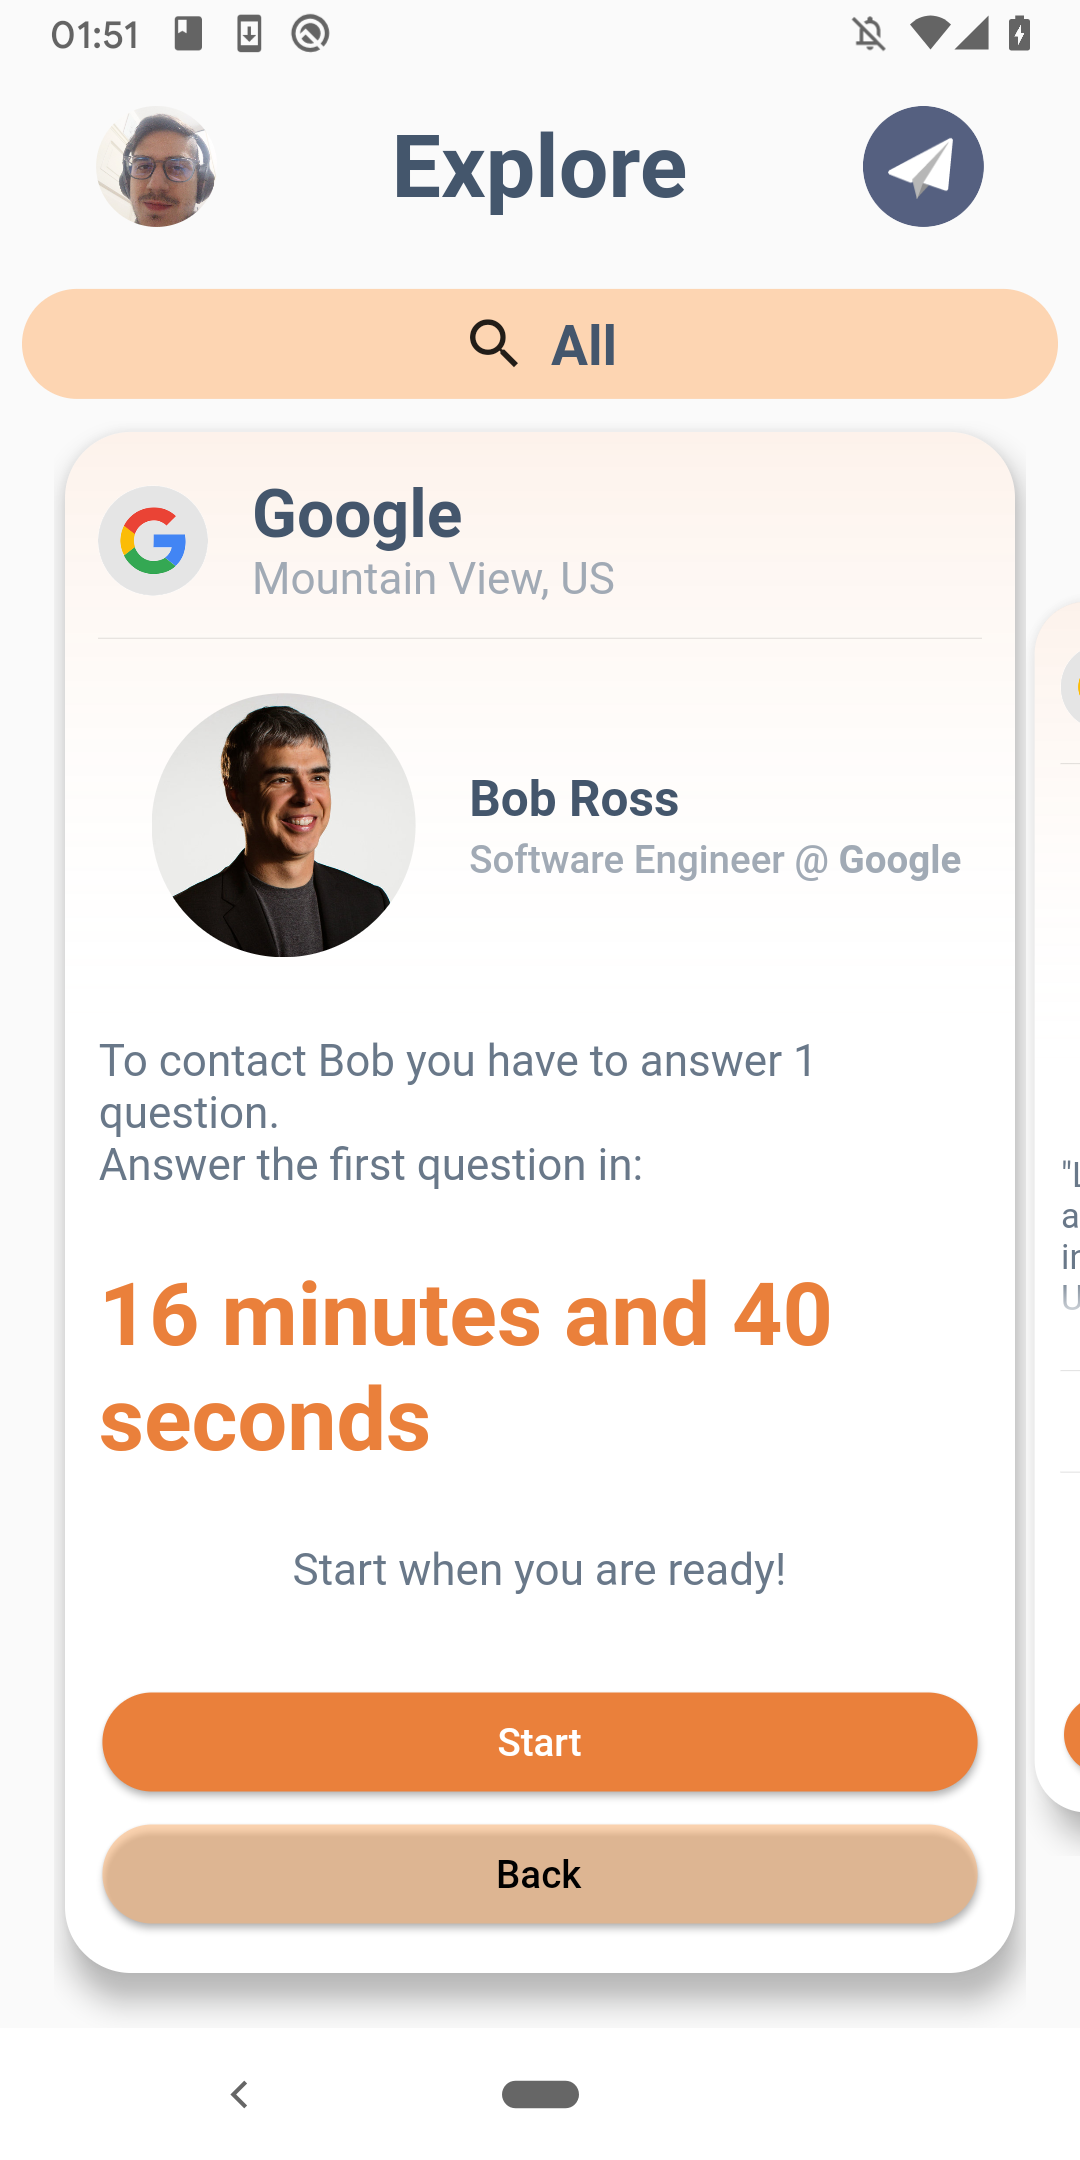 01:51
Explore
All
Google
Mountain View, US
Bob Ross
Software Engineer @ Google
To contact Bob you have to answer 1
question.
Answer the first question in:
16 minutes and 40
seconds
Start when you are ready!
Start
Back
"L
a
in
U